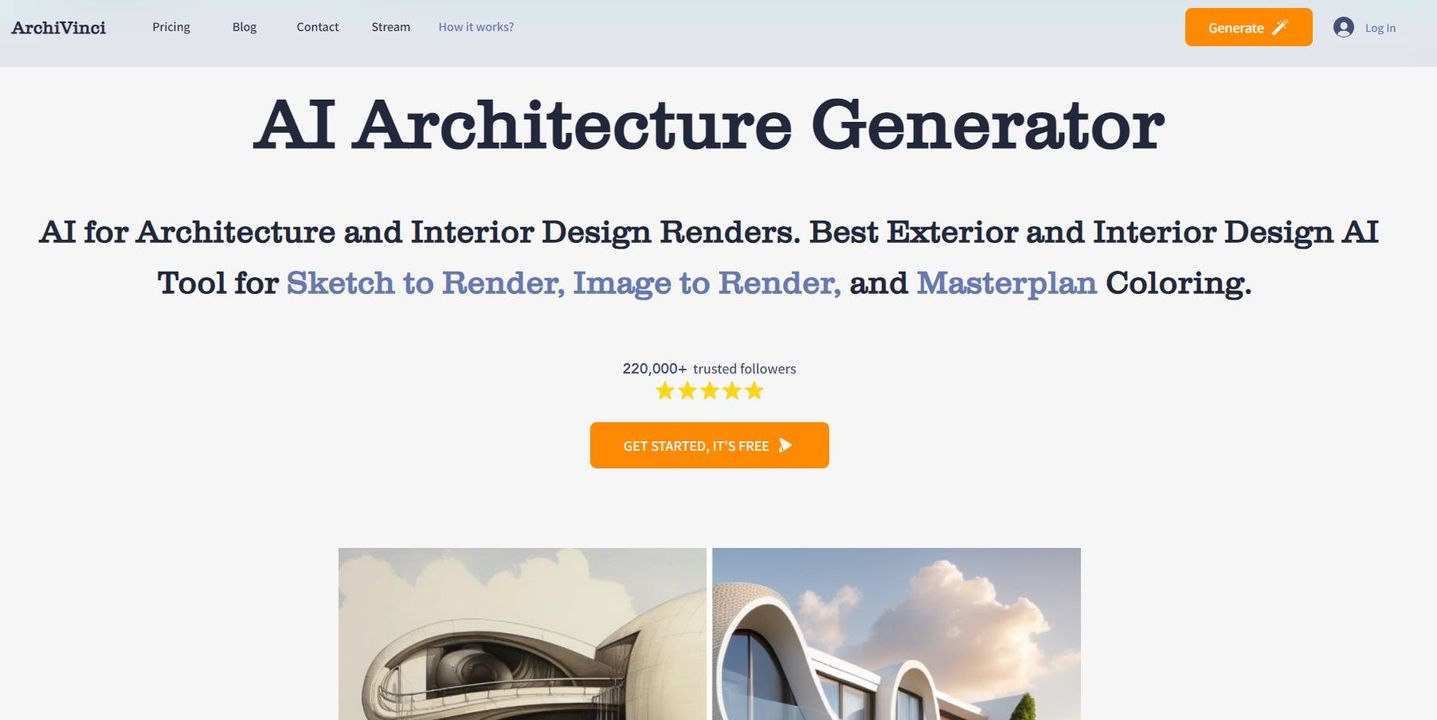 ArchiVinci
Pricing
Blog
Contact
Stream
How it works?
Generate
Log In
AI Architecture Generator
AI for Architecture and Interior Design Renders. Best Exterior and Interior Design AI
Tool for Sketch to Render, Image to Render, and Masterplan Coloring.
220,000+ trusted followers
GET STARTED, IT'S FREE